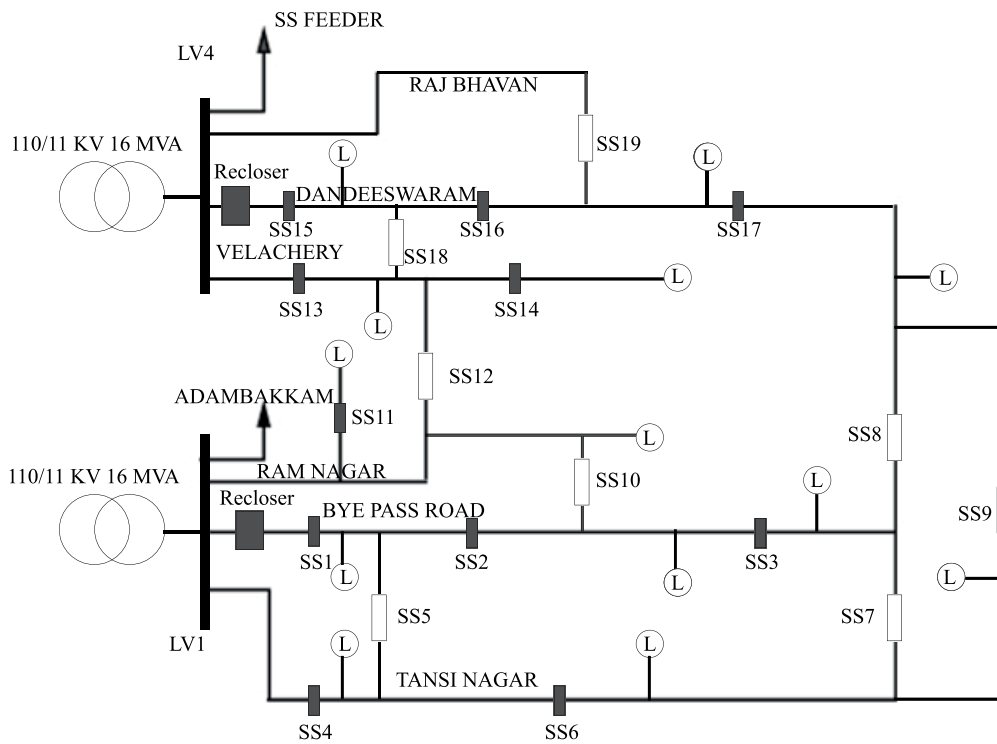 SS FEEDER
LV4
RAJ BHAVAN
110/11 KV 16 MVA
SS19
L
L
Recloser
DANDEESWARAM
SS15
SS16
SS17
VELACHERY
SS18
L
L
SS13
SS14
L
L
SS12
ADAMBAKKAM
SS11
SS8
L
RAM NAGAR
110/11 KV 16 MVA
SS10
L
Recloser
BYE PASS ROAD
SS9
SS1
SS2
SS3
L
L
L
SS5
SS7
LV1
L
L
TANSI NAGAR
SS4
SS6